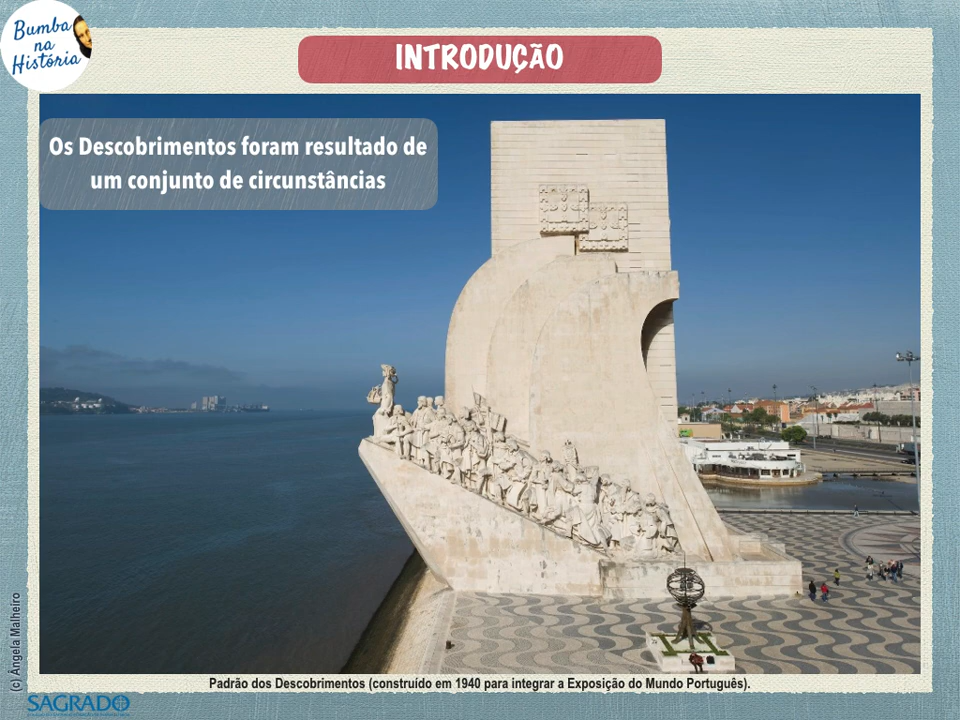 Bumba
na
História
INTRODUÇÃO
Os Descobrimentos foram resultado de
um conjunto de circunstâncias
(c) Ângela Malheiro
Padrão dos Descobrimentos (construído em 1940 para integrar a Exposição do Mundo Português).
SAGRADO